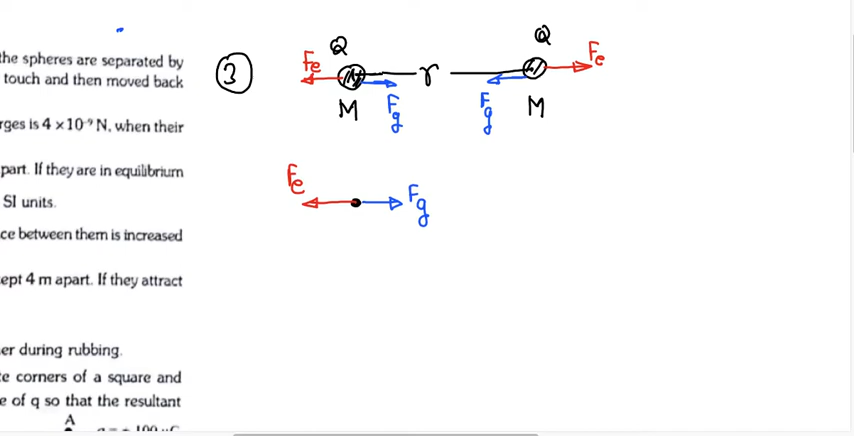 the spheres are separated by
touch and then moved back
rges is 4 × 10⁻⁹ N, when their
part. If they are in equilibrium
SI units.
ce between them is increased
ept 4 m apart. If they attract
er during rubbing.
e corners of a square and
e of q so that the resultant
A
③
Q
Q
Fe
r
Fe
M
Fg
Fg
M
Fe
Fg